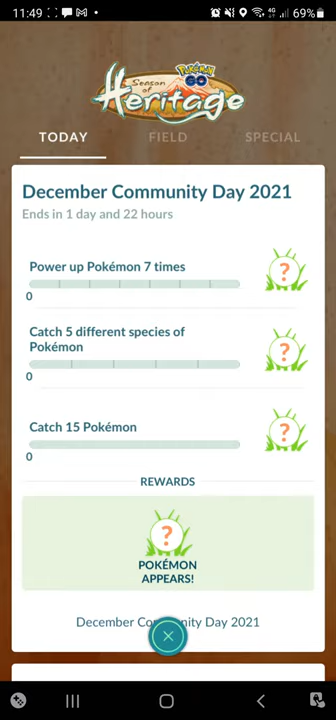 11:49
4G
69%
POKÉMON
GO
Season
of
Heritage
TODAY FIELD SPECIAL
December Community Day 2021
Ends in 1 day and 22 hours
Power up Pokémon 7 times
?
0
Catch 5 different species of
Pokémon
?
0
Catch 15 Pokémon
?
0
REWARDS
?
POKÉMON
APPEARS!
December Community Day 2021